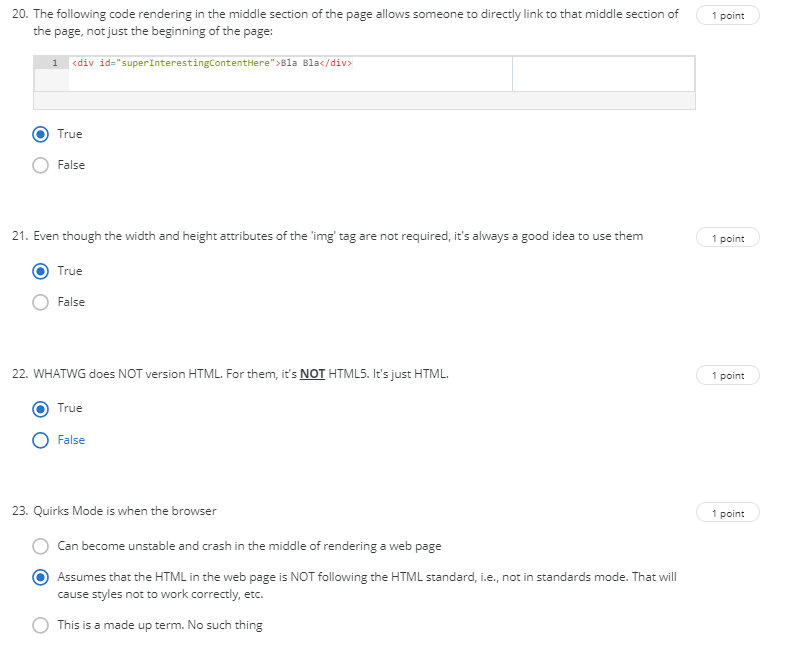 20. The following code rendering in the middle section of the page allows someone to directly link to that middle section of
the page, not just the beginning of the page:
1 point
1 <div id="superInterestingContentHere">Bla Bla</div>
True
False
21. Even though the width and height attributes of the 'img' tag are not required, it's always a good idea to use them
1 point
True
False
22. WHATWG does NOT version HTML. For them, it's NOT HTML5. It's just HTML.
1 point
True
False
23. Quirks Mode is when the browser
1 point
Can become unstable and crash in the middle of rendering a web page
Assumes that the HTML in the web page is NOT following the HTML standard, i.e., not in standards mode. That will
cause styles not to work correctly, etc.
This is a made up term. No such thing